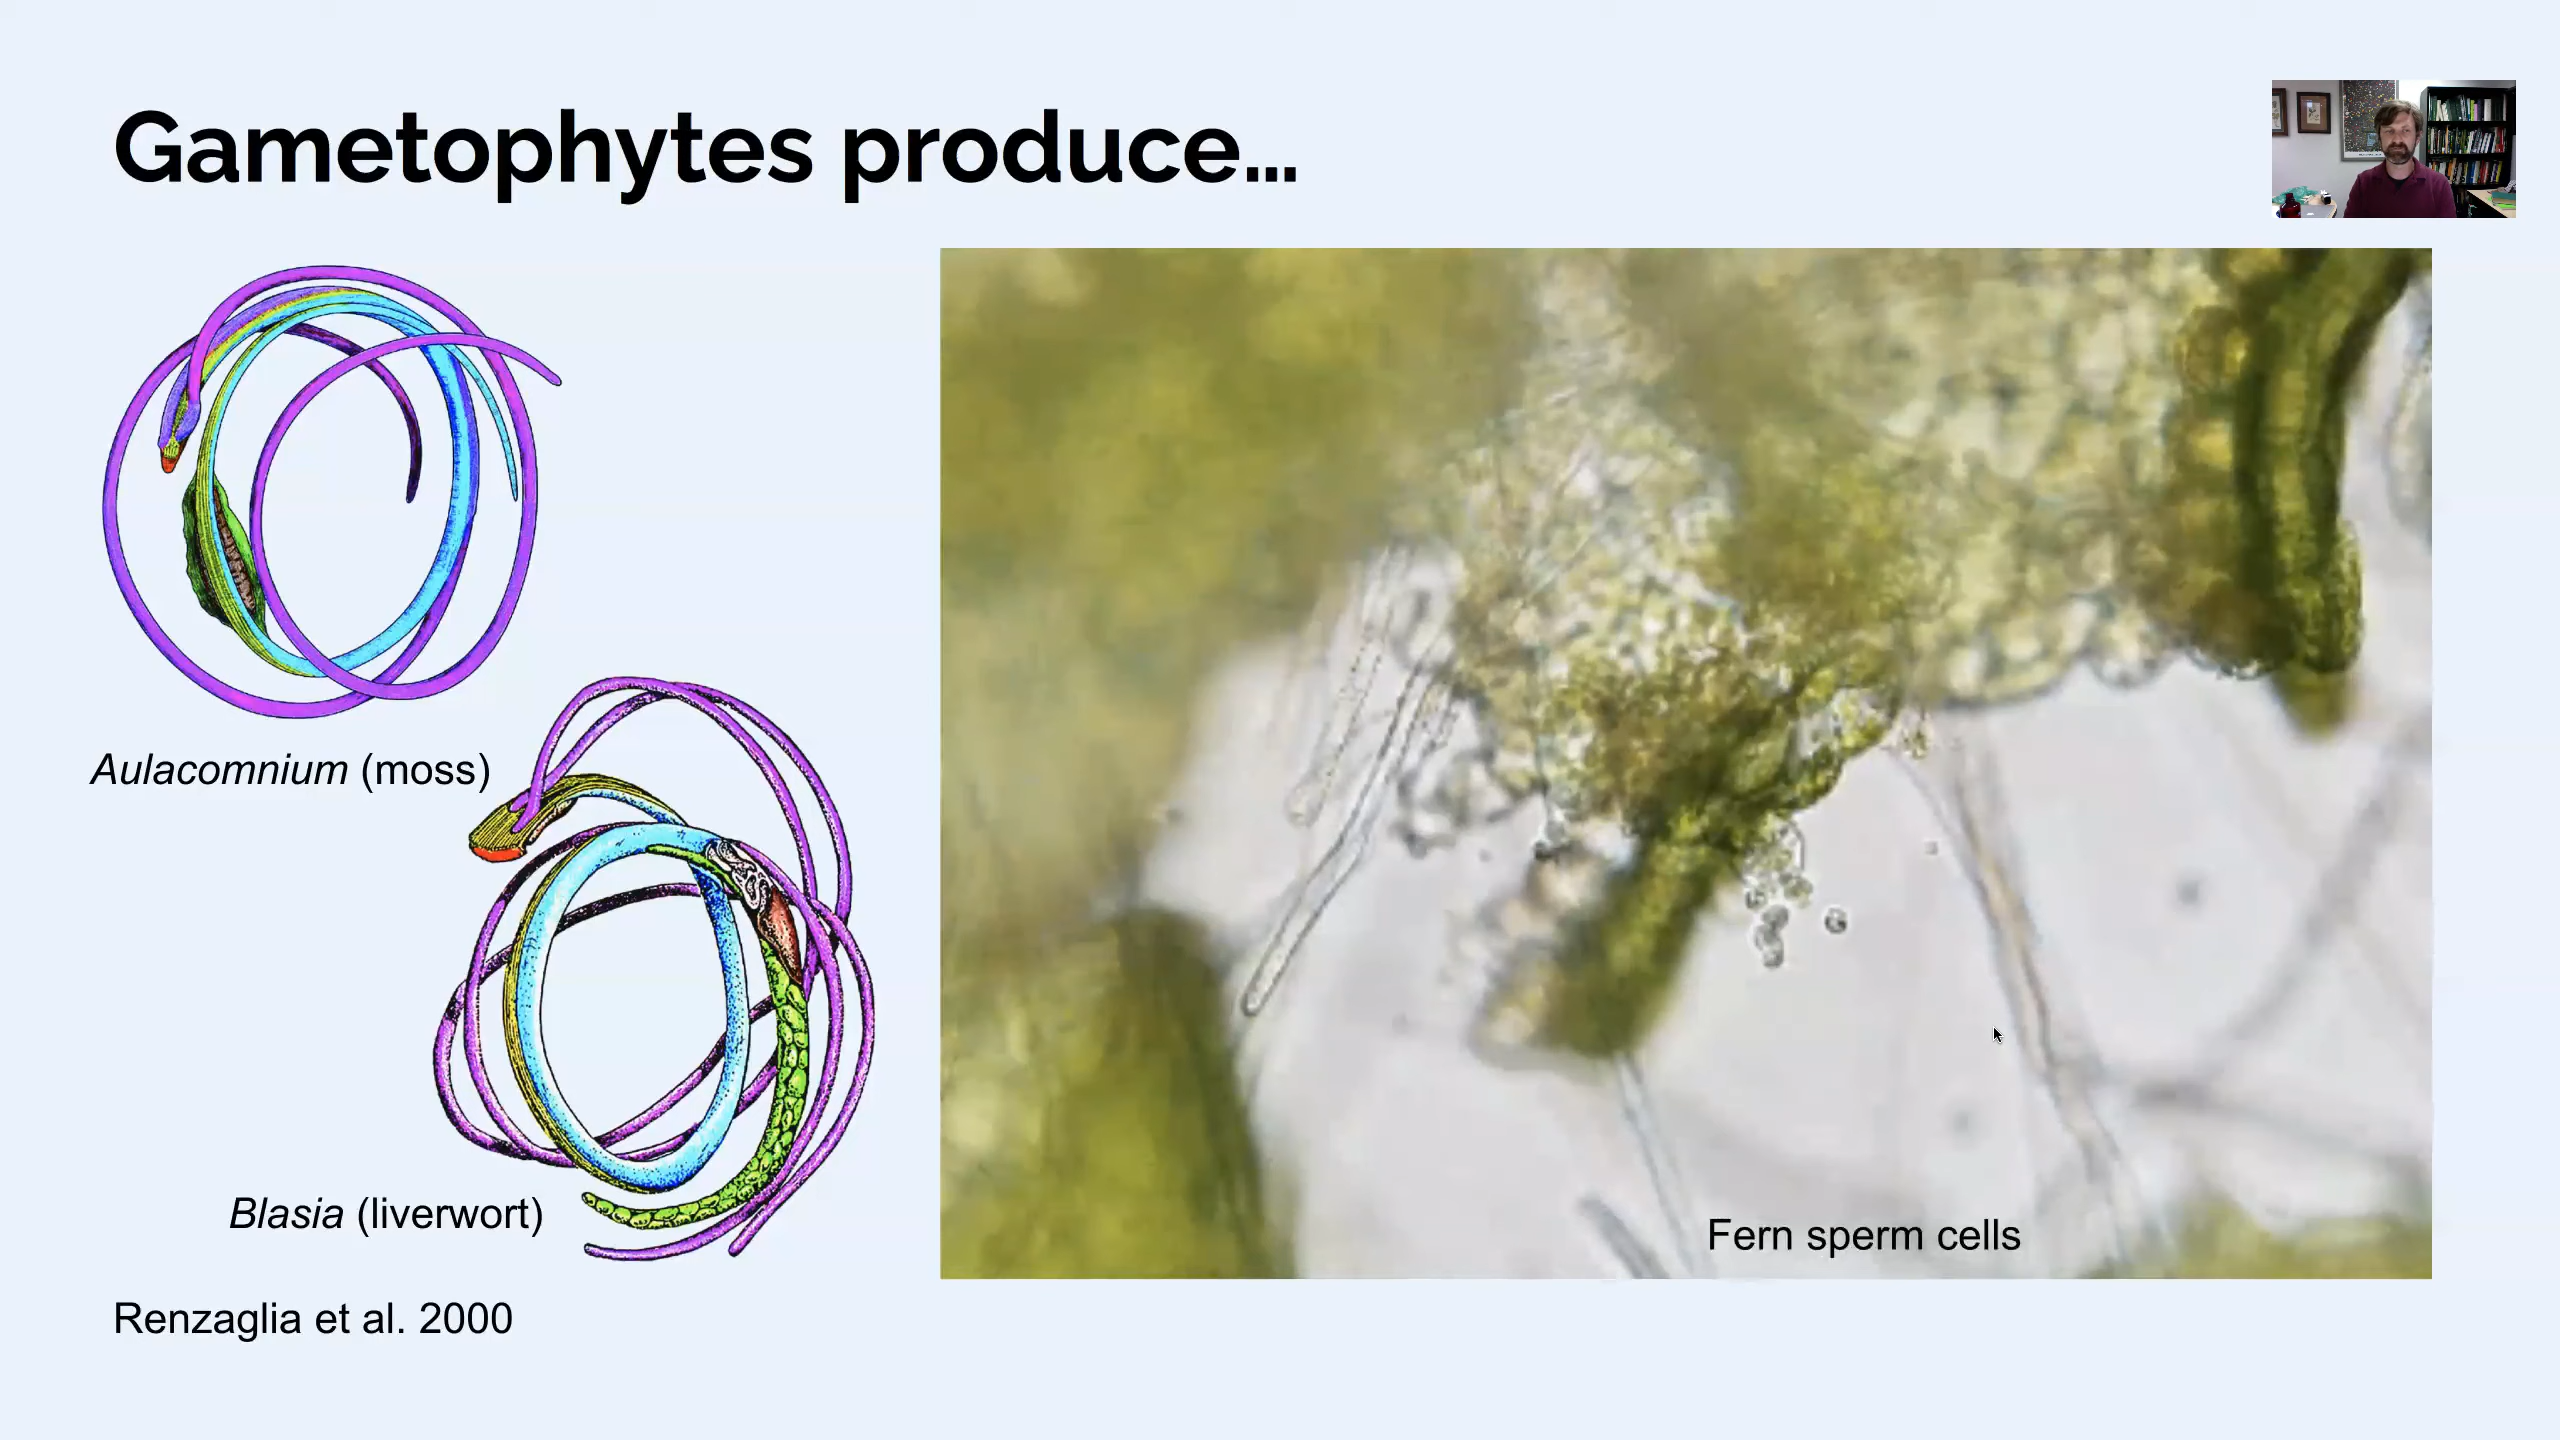 Gametophytes produce...
Aulacomnium (moss)
Blasia (liverwort)
Fern sperm cells
Renzaglia et al. 2000